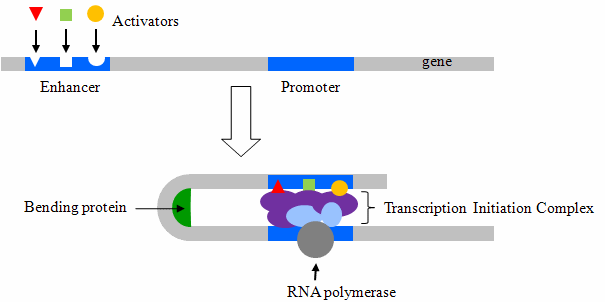 Activators
gene
Enhancer
Promoter
Bending protein
Transcription Initiation Complex
RNA polymerase